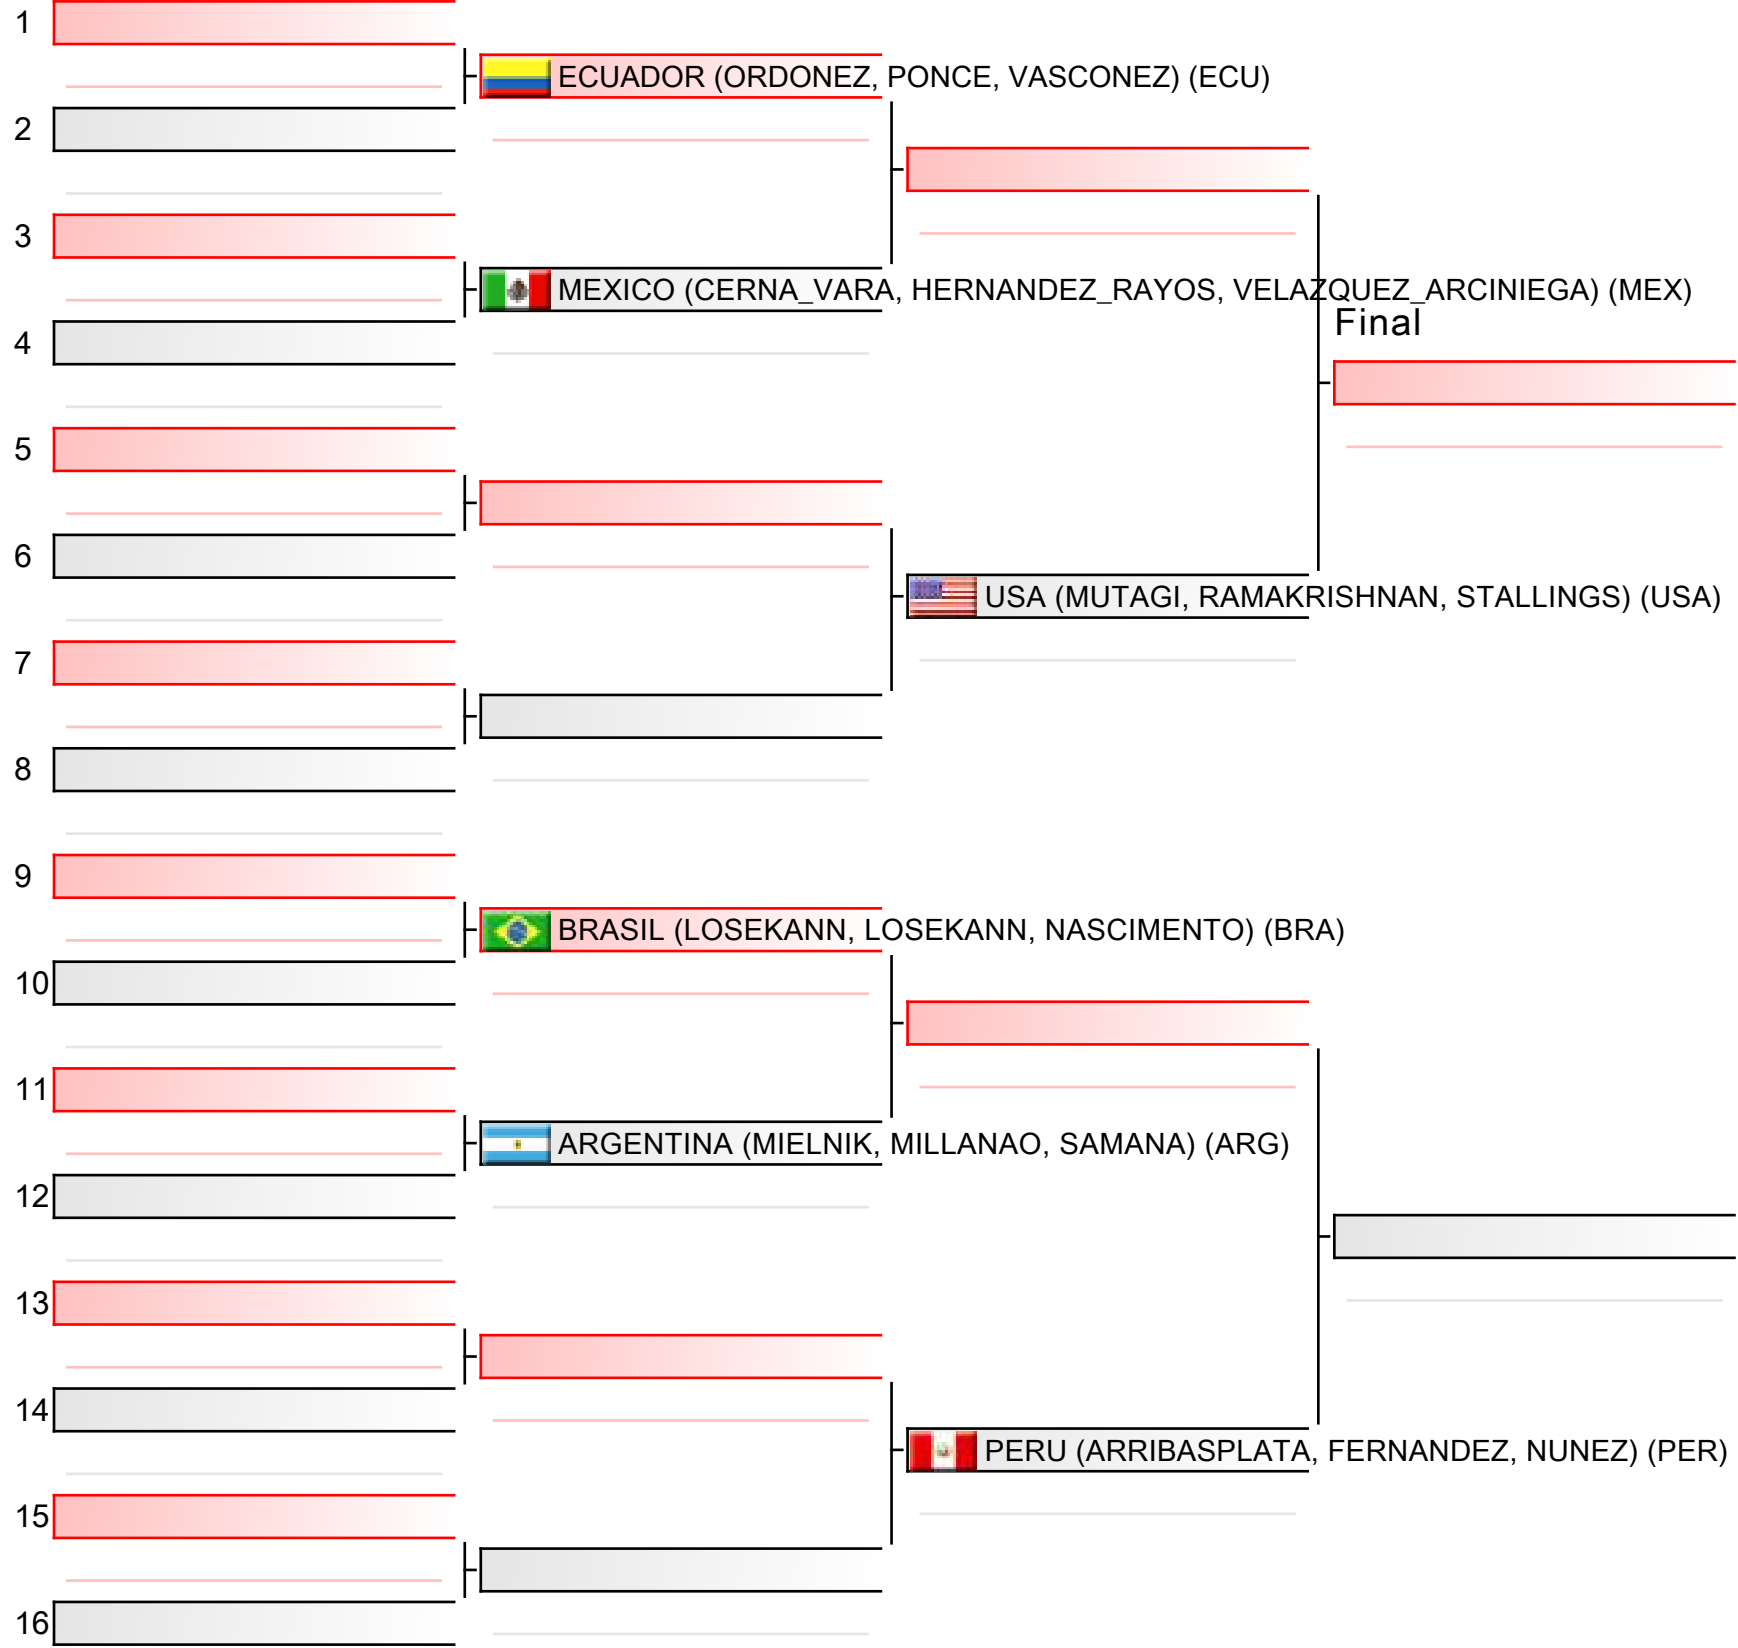 1
ECUADOR (ORDONEZ, PONCE, VASCONEZ) (ECU)
2
3
MEXICO (CERNA_VARA, HERNANDEZ_RAYOS, VELAZQUEZ_ARCINIEGA) (MEX)
Final
4
5
6
USA (MUTAGI, RAMAKRISHNAN, STALLINGS) (USA)
7
8
9
BRASIL (LOSEKANN, LOSEKANN, NASCIMENTO) (BRA)
10
11
ARGENTINA (MIELNIK, MILLANAO, SAMANA) (ARG)
12
13
14
PERU (ARRIBASPLATA, FERNANDEZ, NUNEZ) (PER)
15
16